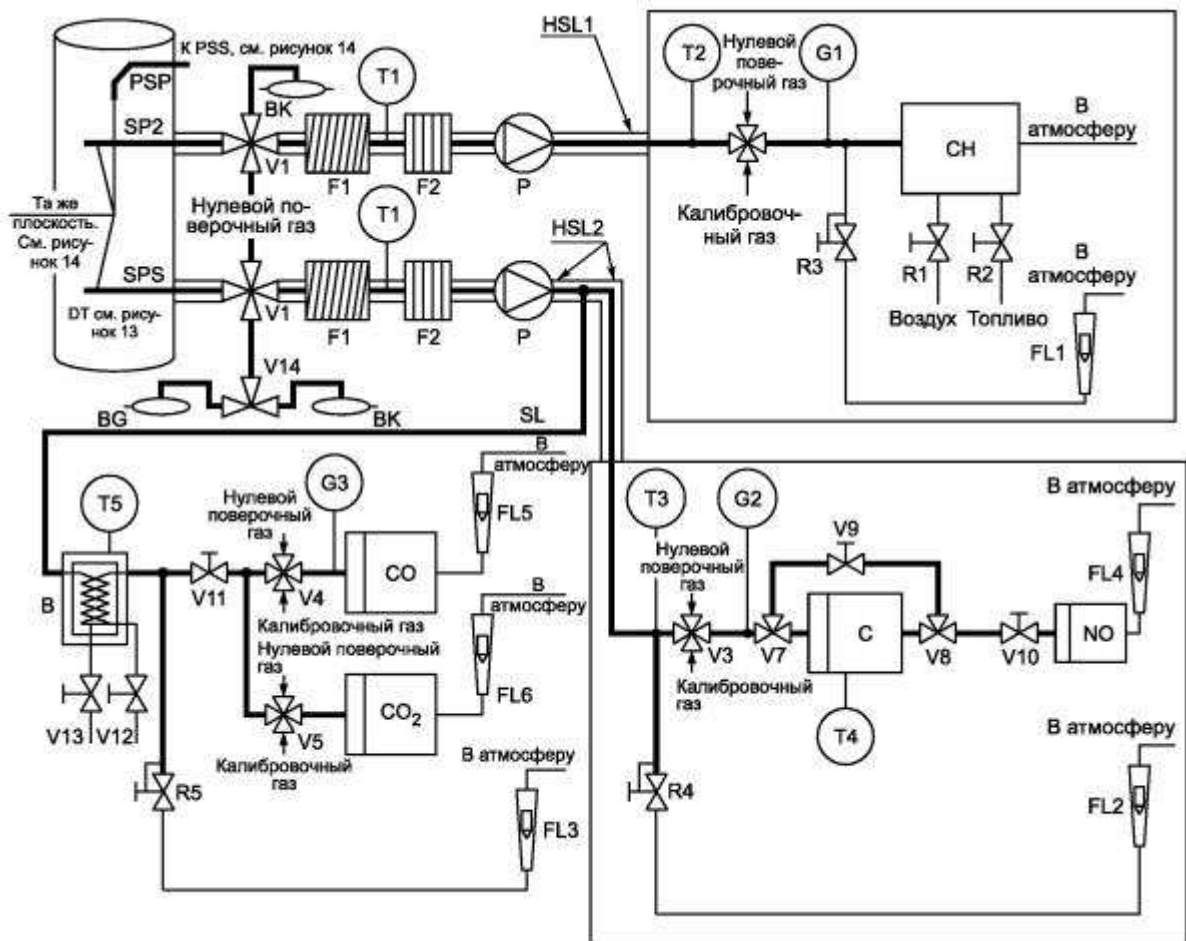 К PSS, см. рисунок 14
PSP
SP2
BK
T1
V1
F1
F2
P
HSL1
T2
Нулевой
пове-
рочный газ
G1
Калибровоч-
ный газ
CH
В
атмосферу
R3
R1
R2
Воздух
Топливо
В
атмосферу
FL1
Та же
плоскость.
См. рису-
нок 14
Нулевой по-
верочный газ
T1
HSL2
SPS
DT см. рису-
нок 13
V1
F1
F2
P
V14
BG
BK
SL
T5
B
V13
V12
V11
Нулевой
поверочный
газ
G3
V4
Калибровочный газ
CO
В
атмосферу
FL5
Нулевой поверочный
газ
V5
Калибровочный
газ
CO₂
В
атмосферу
FL6
R5
В атмосферу
FL3
T3
G2
Нулевой
поверочный
газ
V3
Калибровочный
газ
V7
V9
C
T4
V8
V10
NO
В атмосферу
FL4
R4
В атмосферу
FL2